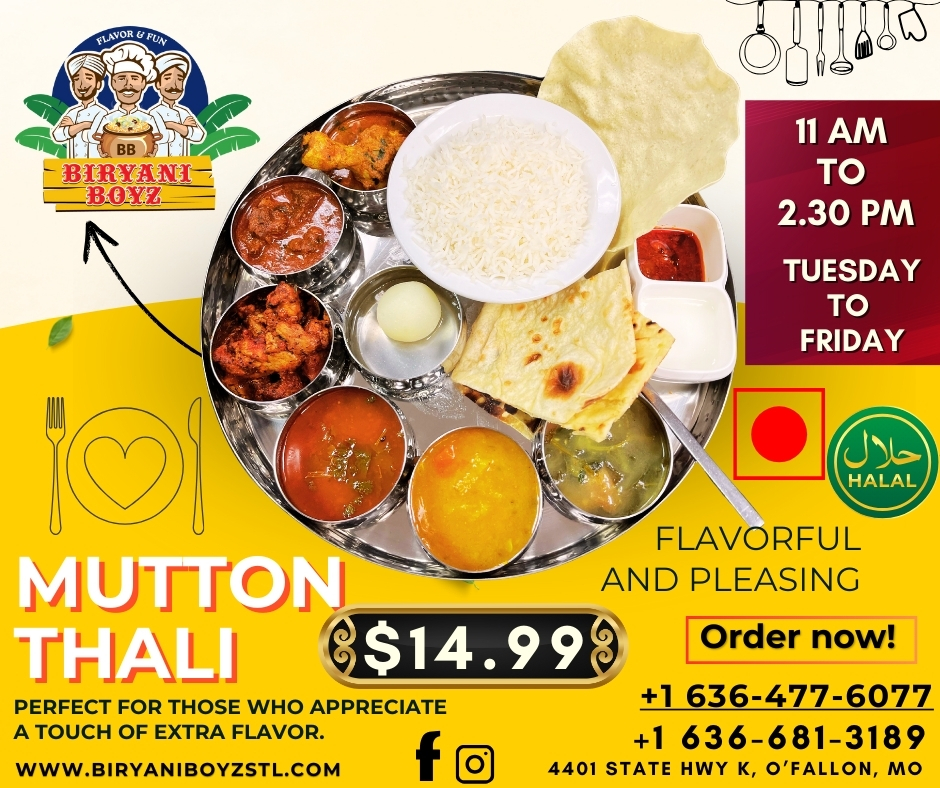 FLAVOR & FUN
BB
BIRYANI
BOYZ
11 AM
TO
2.30 PM
TUESDAY
TO
FRIDAY
حلال
HALAL
FLAVORFUL
AND PLEASING
MUTTON
THALI
$14.99
Order now!
PERFECT FOR THOSE WHO APPRECIATE
A TOUCH OF EXTRA FLAVOR.
+1 636-477-6077
+1 636-681-3189
WWW.BIRYANIBOYZSTL.COM
f
4401 STATE HWY K, O’FALLON, MO